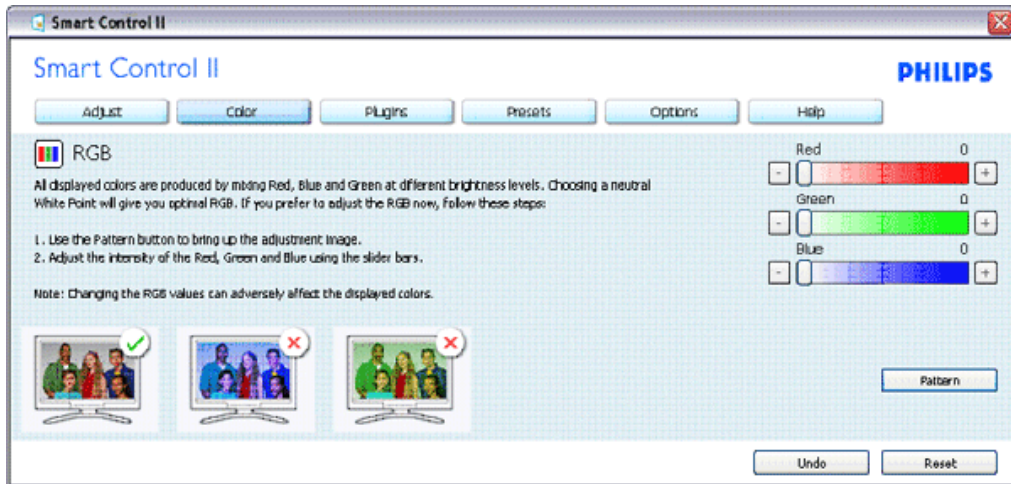 Smart Control II
Smart Control II
PHILIPS
Adjust Color Plugins Presets Options Help
RGB
All displayed colors are produced by mixing Red, Blue and Green at different brightness levels. Choosing a neutral
White Point will give you optimal RGB. If you prefer to adjust the RGB now, follow these steps:
1. Use the Pattern button to bring up the adjustment image.
2. Adjust the intensity of the Red, Green and Blue using the slider bars.
Note: Changing the RGB values can adversely affect the displayed colors.
Red 0
- +
Green 0
- +
Blue 0
- +
Pattern
Undo Reset